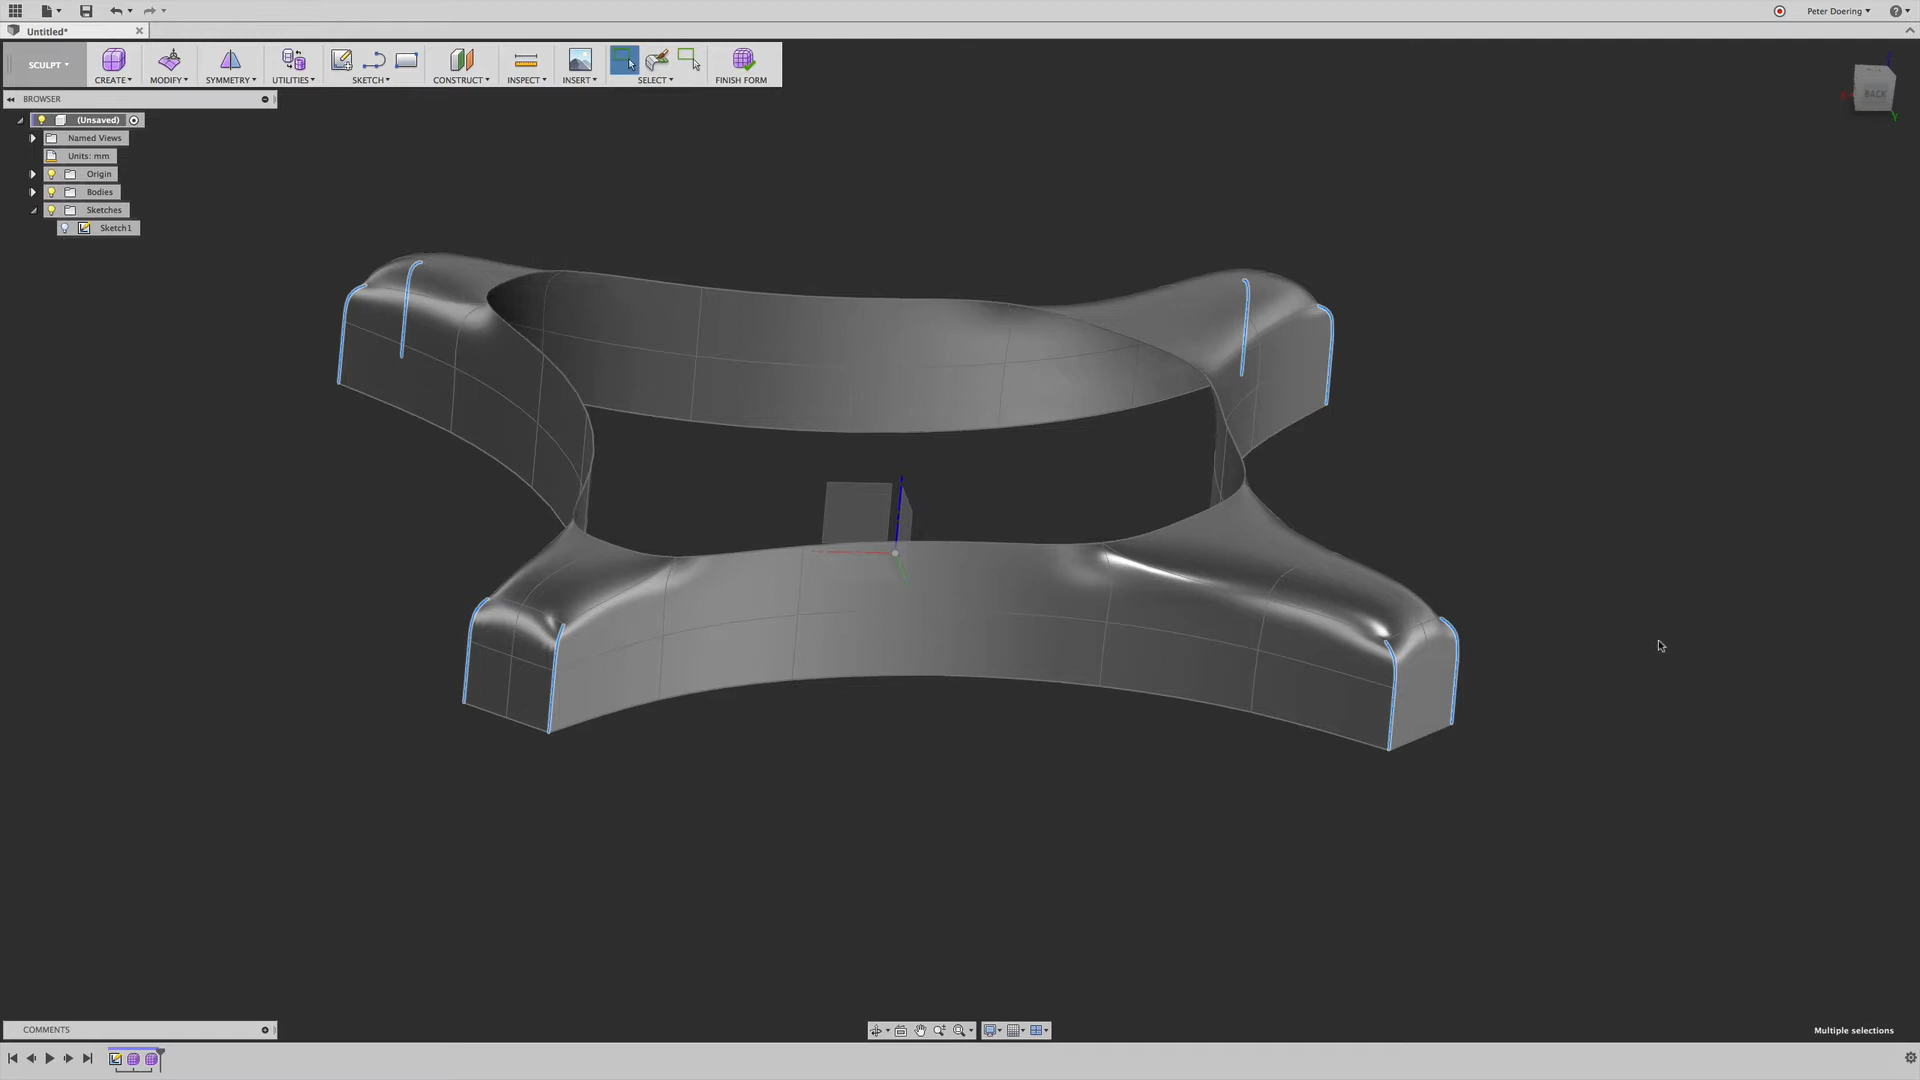 Peter Doering
Untitled*
SCULPT
CREATE
MODIFY
SYMMETRY
UTILITIES
SKETCH
CONSTRUCT
INSPECT
INSERT
SELECT
FINISH FORM
BROWSER
(Unsaved)
Named Views
Units: mm
Origin
Bodies
Sketches
Sketch1
BACK
Y
COMMENTS
Multiple selections